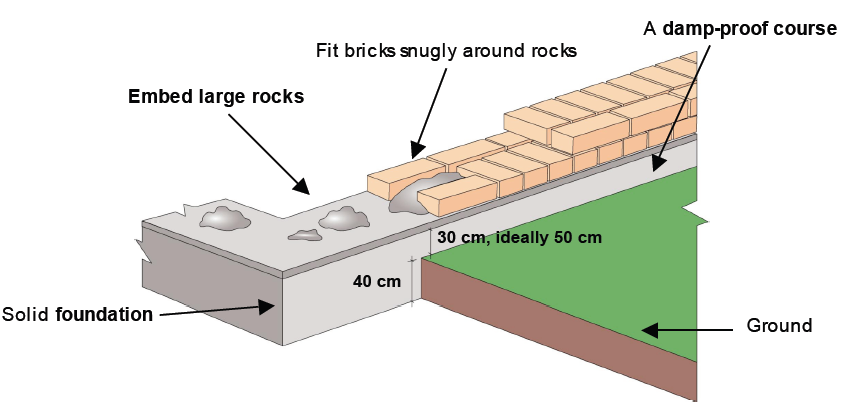 A damp-proof course
Fit bricks snugly around rocks
Embed large rocks
30 cm, ideally 50 cm
40 cm
Solid foundation
Ground